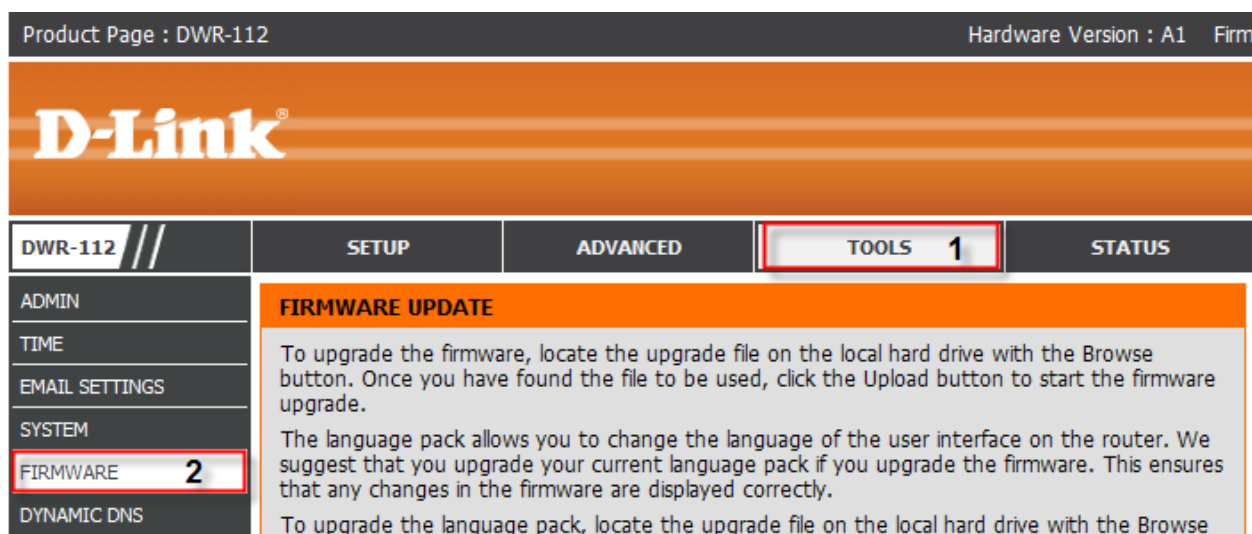 Product Page : DWR-112 Hardware Version : A1 Firm
D-Link®
DWR-112 SETUP ADVANCED TOOLS 1 STATUS
ADMIN
TIME
EMAIL SETTINGS
SYSTEM
FIRMWARE 2
DYNAMIC DNS
FIRMWARE UPDATE
To upgrade the firmware, locate the upgrade file on the local hard drive with the Browse
button. Once you have found the file to be used, click the Upload button to start the firmware
upgrade.
The language pack allows you to change the language of the user interface on the router. We
suggest that you upgrade your current language pack if you upgrade the firmware. This ensures
that any changes in the firmware are displayed correctly.
To upgrade the language pack, locate the upgrade file on the local hard drive with the Browse